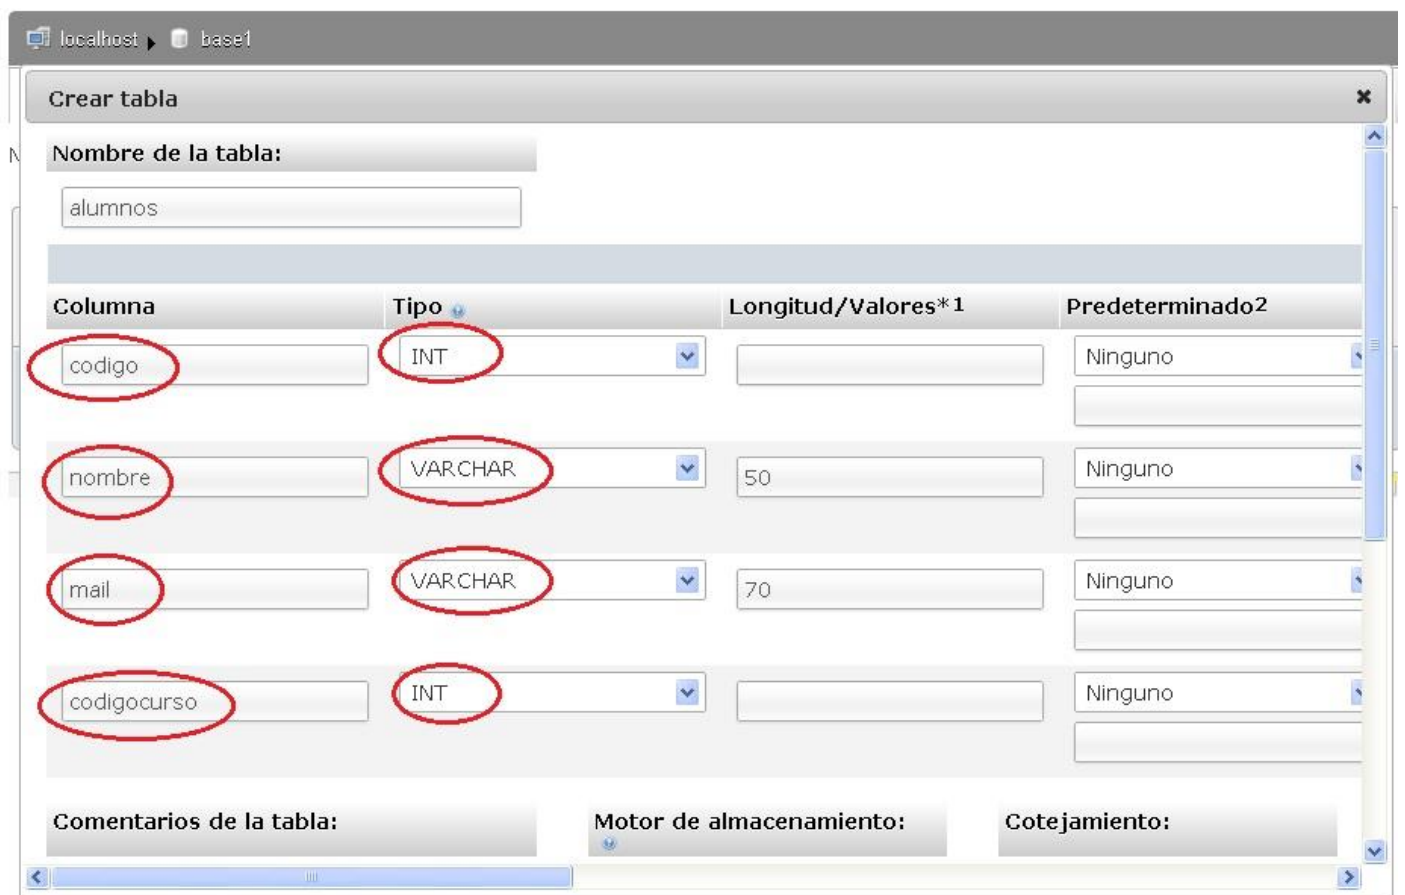 localhost ▸ base1
Crear tabla
Nombre de la tabla:
alumnos
Columna Tipo Longitud/Valores*1 Predeterminado2
codigo INT Ninguno
nombre VARCHAR 50 Ninguno
mail VARCHAR 70 Ninguno
codigocurso INT Ninguno
Comentarios de la tabla: Motor de almacenamiento: Cotejamiento: